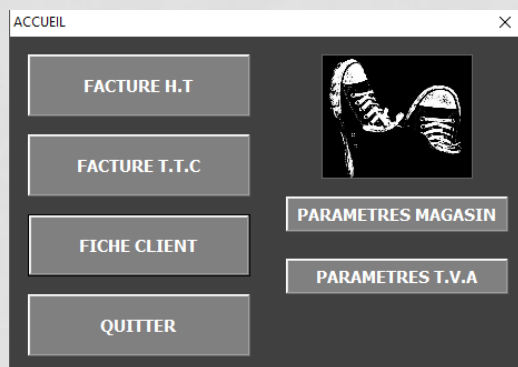 ACCUEIL
FACTURE H.T
FACTURE T.T.C
FICHE CLIENT
QUITTER
PARAMETRES MAGASIN
PARAMETRES T.V.A